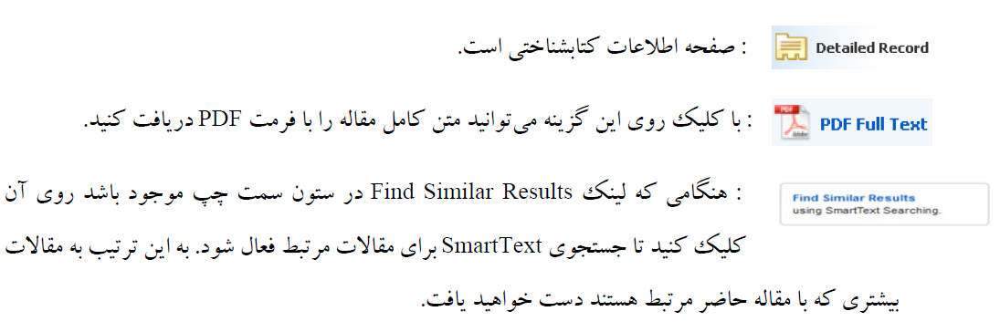 Detailed Record : صفحه اطلاعات کتابشناختی است.
PDF Full Text : با کلیک روی این گزینه می‌توانید متن کامل مقاله را با فرمت PDF دریافت کنید.
Find Similar Results
using SmartText Searching.
: هنگامی که لینک Find Similar Results در ستون سمت چپ موجود باشد روی آن
کلیک کنید تا جستجوی SmartText برای مقالات مرتبط فعال شود. به این ترتیب به مقالات
بیشتری که با مقاله حاضر مرتبط هستند دست خواهید یافت.